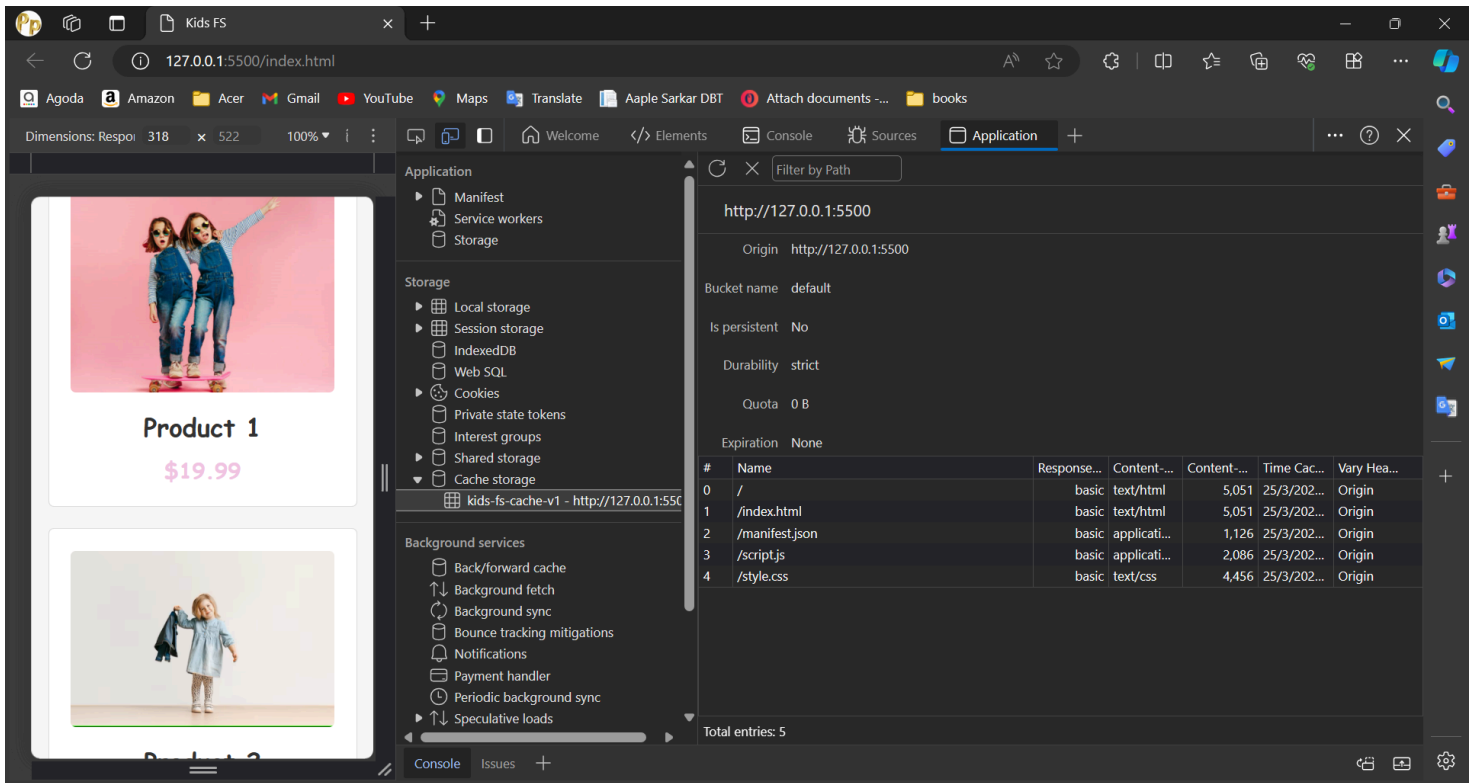 Pp
Kids FS
127.0.0.1:5500/index.html
Agoda
Amazon
Acer
Gmail
YouTube
Maps
Translate
Aaple Sarkar DBT
Attach documents -...
books
Dimensions: Respo 318 x 522 100% ▼
Welcome
</> Elements
Console
Sources
Application
Application
Manifest
Service workers
Storage
Storage
Local storage
Session storage
IndexedDB
Web SQL
Cookies
Private state tokens
Interest groups
Shared storage
Cache storage
kids-fs-cache-v1 - http://127.0.0.1:550
Background services
Back/forward cache
Background fetch
Background sync
Bounce tracking mitigations
Notifications
Payment handler
Periodic background sync
Speculative loads
Filter by Path
http://127.0.0.1:5500
Origin http://127.0.0.1:5500
Bucket name default
Is persistent No
Durability strict
Quota 0 B
Expiration None
# Name Response... Content-... Content-... Time Cac... Vary Hea...
0 / basic text/html 5,051 25/3/202... Origin
1 /index.html basic text/html 5,051 25/3/202... Origin
2 /manifest.json basic applicati... 1,126 25/3/202... Origin
3 /script.js basic applicati... 2,086 25/3/202... Origin
4 /style.css basic text/css 4,456 25/3/202... Origin
Total entries: 5
Product 1
$19.99
Console
Issues